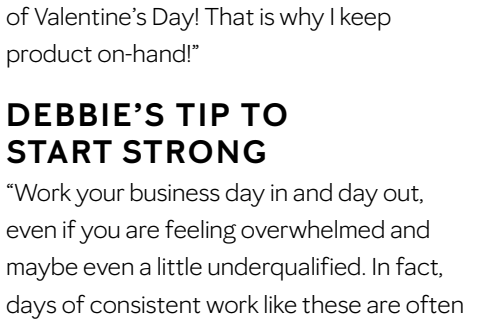 of Valentine’s Day! That is why I keep
product on-hand!”
DEBBIE’S TIP TO
START STRONG
“Work your business day in and day out,
even if you are feeling overwhelmed and
maybe even a little underqualified. In fact,
days of consistent work like these are often